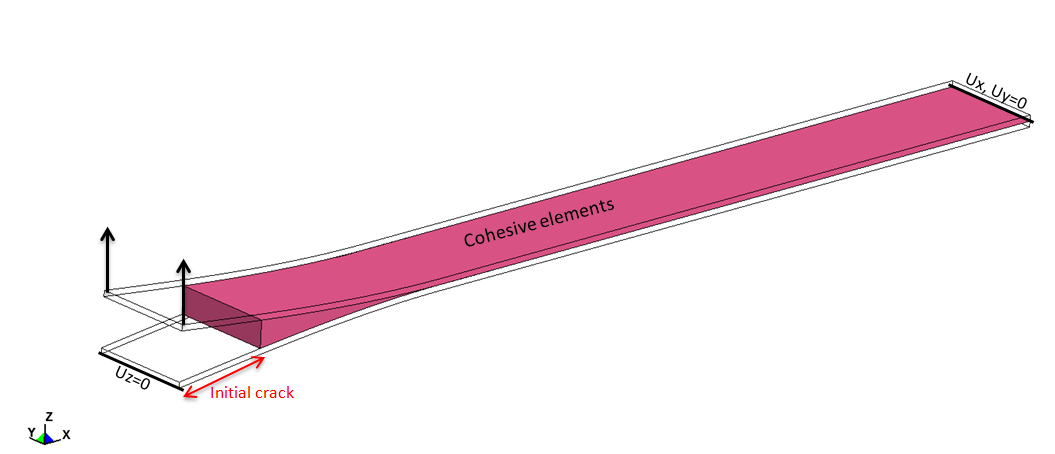 Ux, Uy=0
Cohesive elements
Uz=0
Initial crack
Z
Y
X